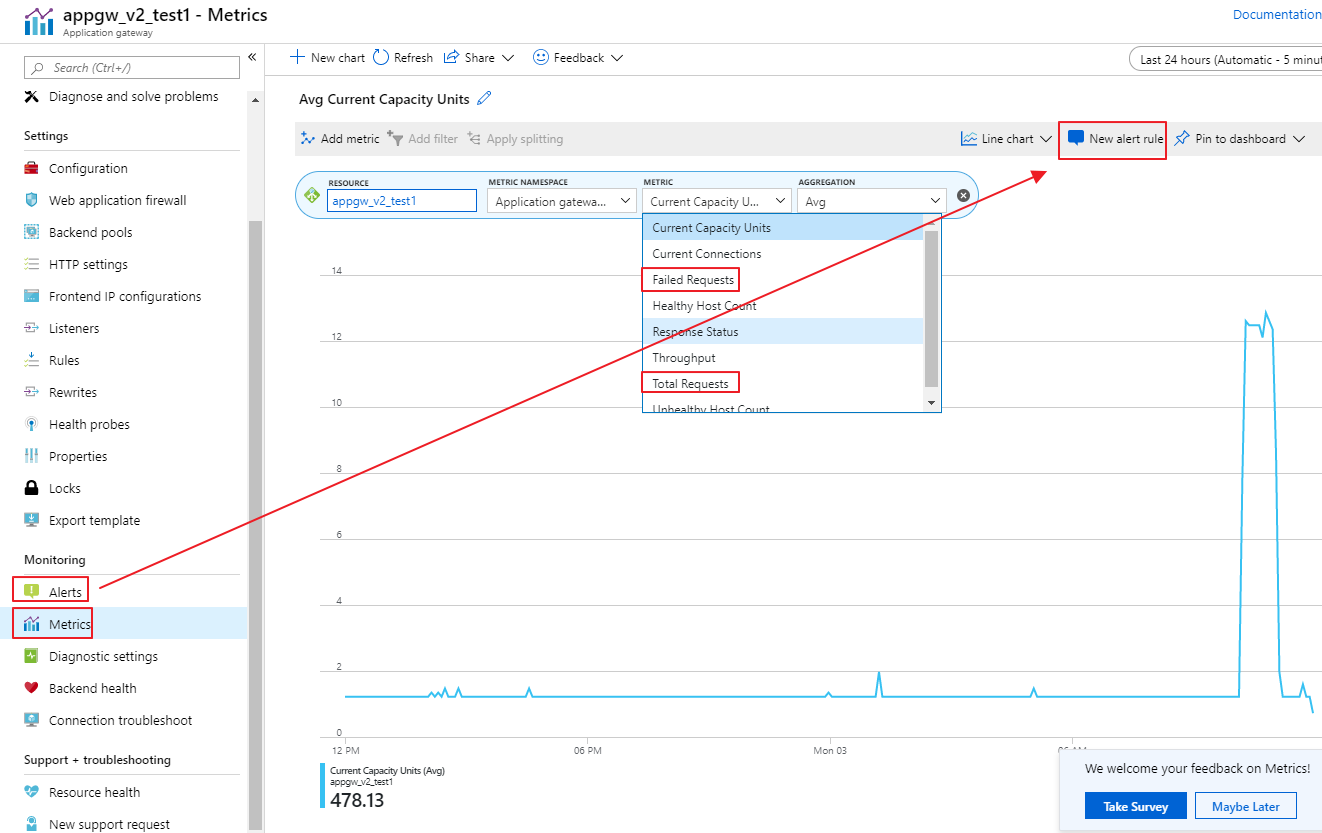 appgw_v2_test1 - Metrics
Application gateway
Documentation
Search (Ctrl+/)
«
Diagnose and solve problems
Settings
Configuration
Web application firewall
Backend pools
HTTP settings
Frontend IP configurations
Listeners
Rules
Rewrites
Health probes
Properties
Locks
Export template
Monitoring
Alerts
Metrics
Diagnostic settings
Backend health
Connection troubleshoot
Support + troubleshooting
Resource health
New support request
New chart
Refresh
Share
Feedback
Last 24 hours (Automatic - 5 minut
Avg Current Capacity Units
Add metric
Add filter
Apply splitting
Line chart
New alert rule
Pin to dashboard
RESOURCE
appgw_v2_test1
METRIC NAMESPACE
Application gatewa...
METRIC
Current Capacity U...
AGGREGATION
Avg
Current Capacity Units
Current Connections
Failed Requests
Healthy Host Count
Response Status
Throughput
Total Requests
Unhealthy Host Count
14
12
10
8
6
4
2
0
12 PM
06 PM
Mon 03
06 AM
Current Capacity Units (Avg)
appgw_v2_test1
478.13
We welcome your feedback on Metrics!
Take Survey
Maybe Later